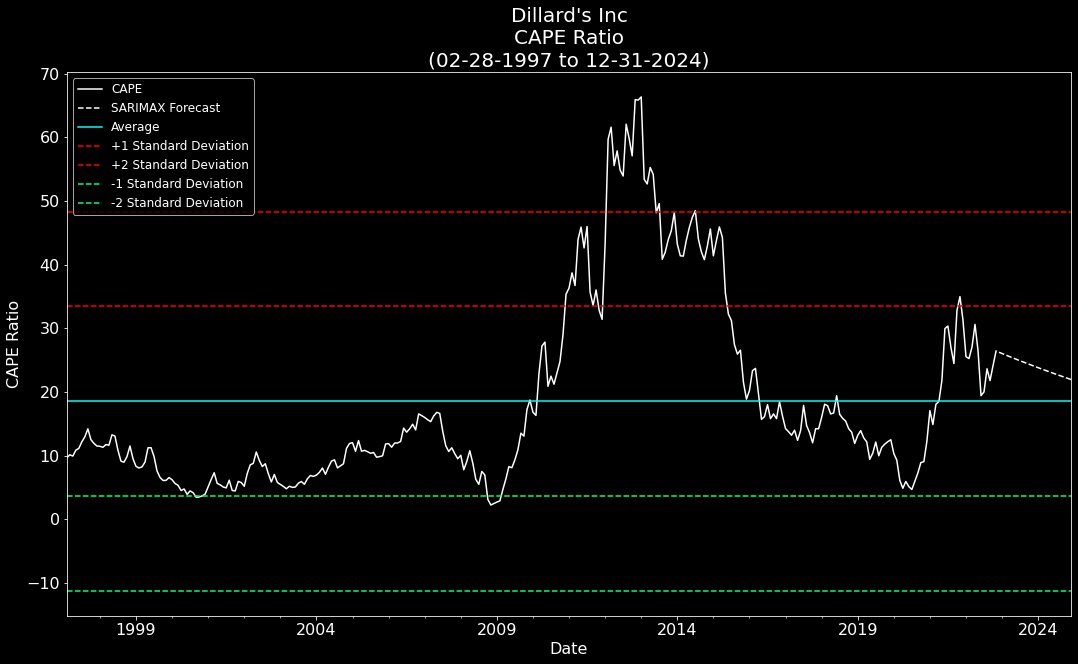 Dillard's Inc
CAPE Ratio
(02-28-1997 to 12-31-2024)
CAPE
SARIMAX Forecast
Average
+1 Standard Deviation
+2 Standard Deviation
-1 Standard Deviation
-2 Standard Deviation
70
60
50
40
30
20
10
0
−10
CAPE Ratio
1999
2004
2009
2014
2019
2024
Date